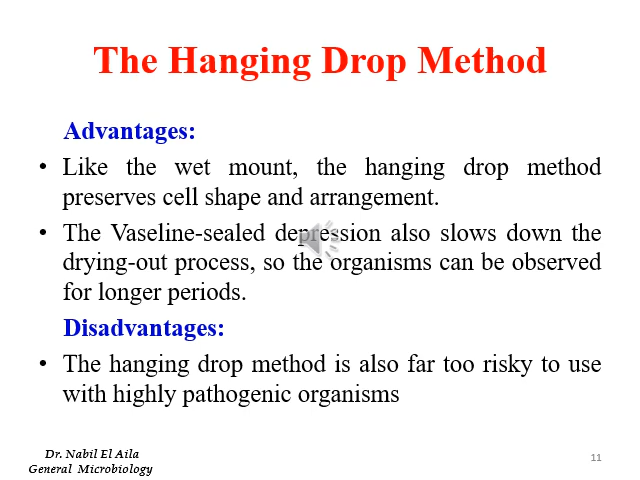 The Hanging Drop Method
Advantages:
• Like the wet mount, the hanging drop method
preserves cell shape and arrangement.
• The Vaseline-sealed depression also slows down the
drying-out process, so the organisms can be observed
for longer periods.
Disadvantages:
• The hanging drop method is also far too risky to use
with highly pathogenic organisms
Dr. Nabil El Aila
General Microbiology
11